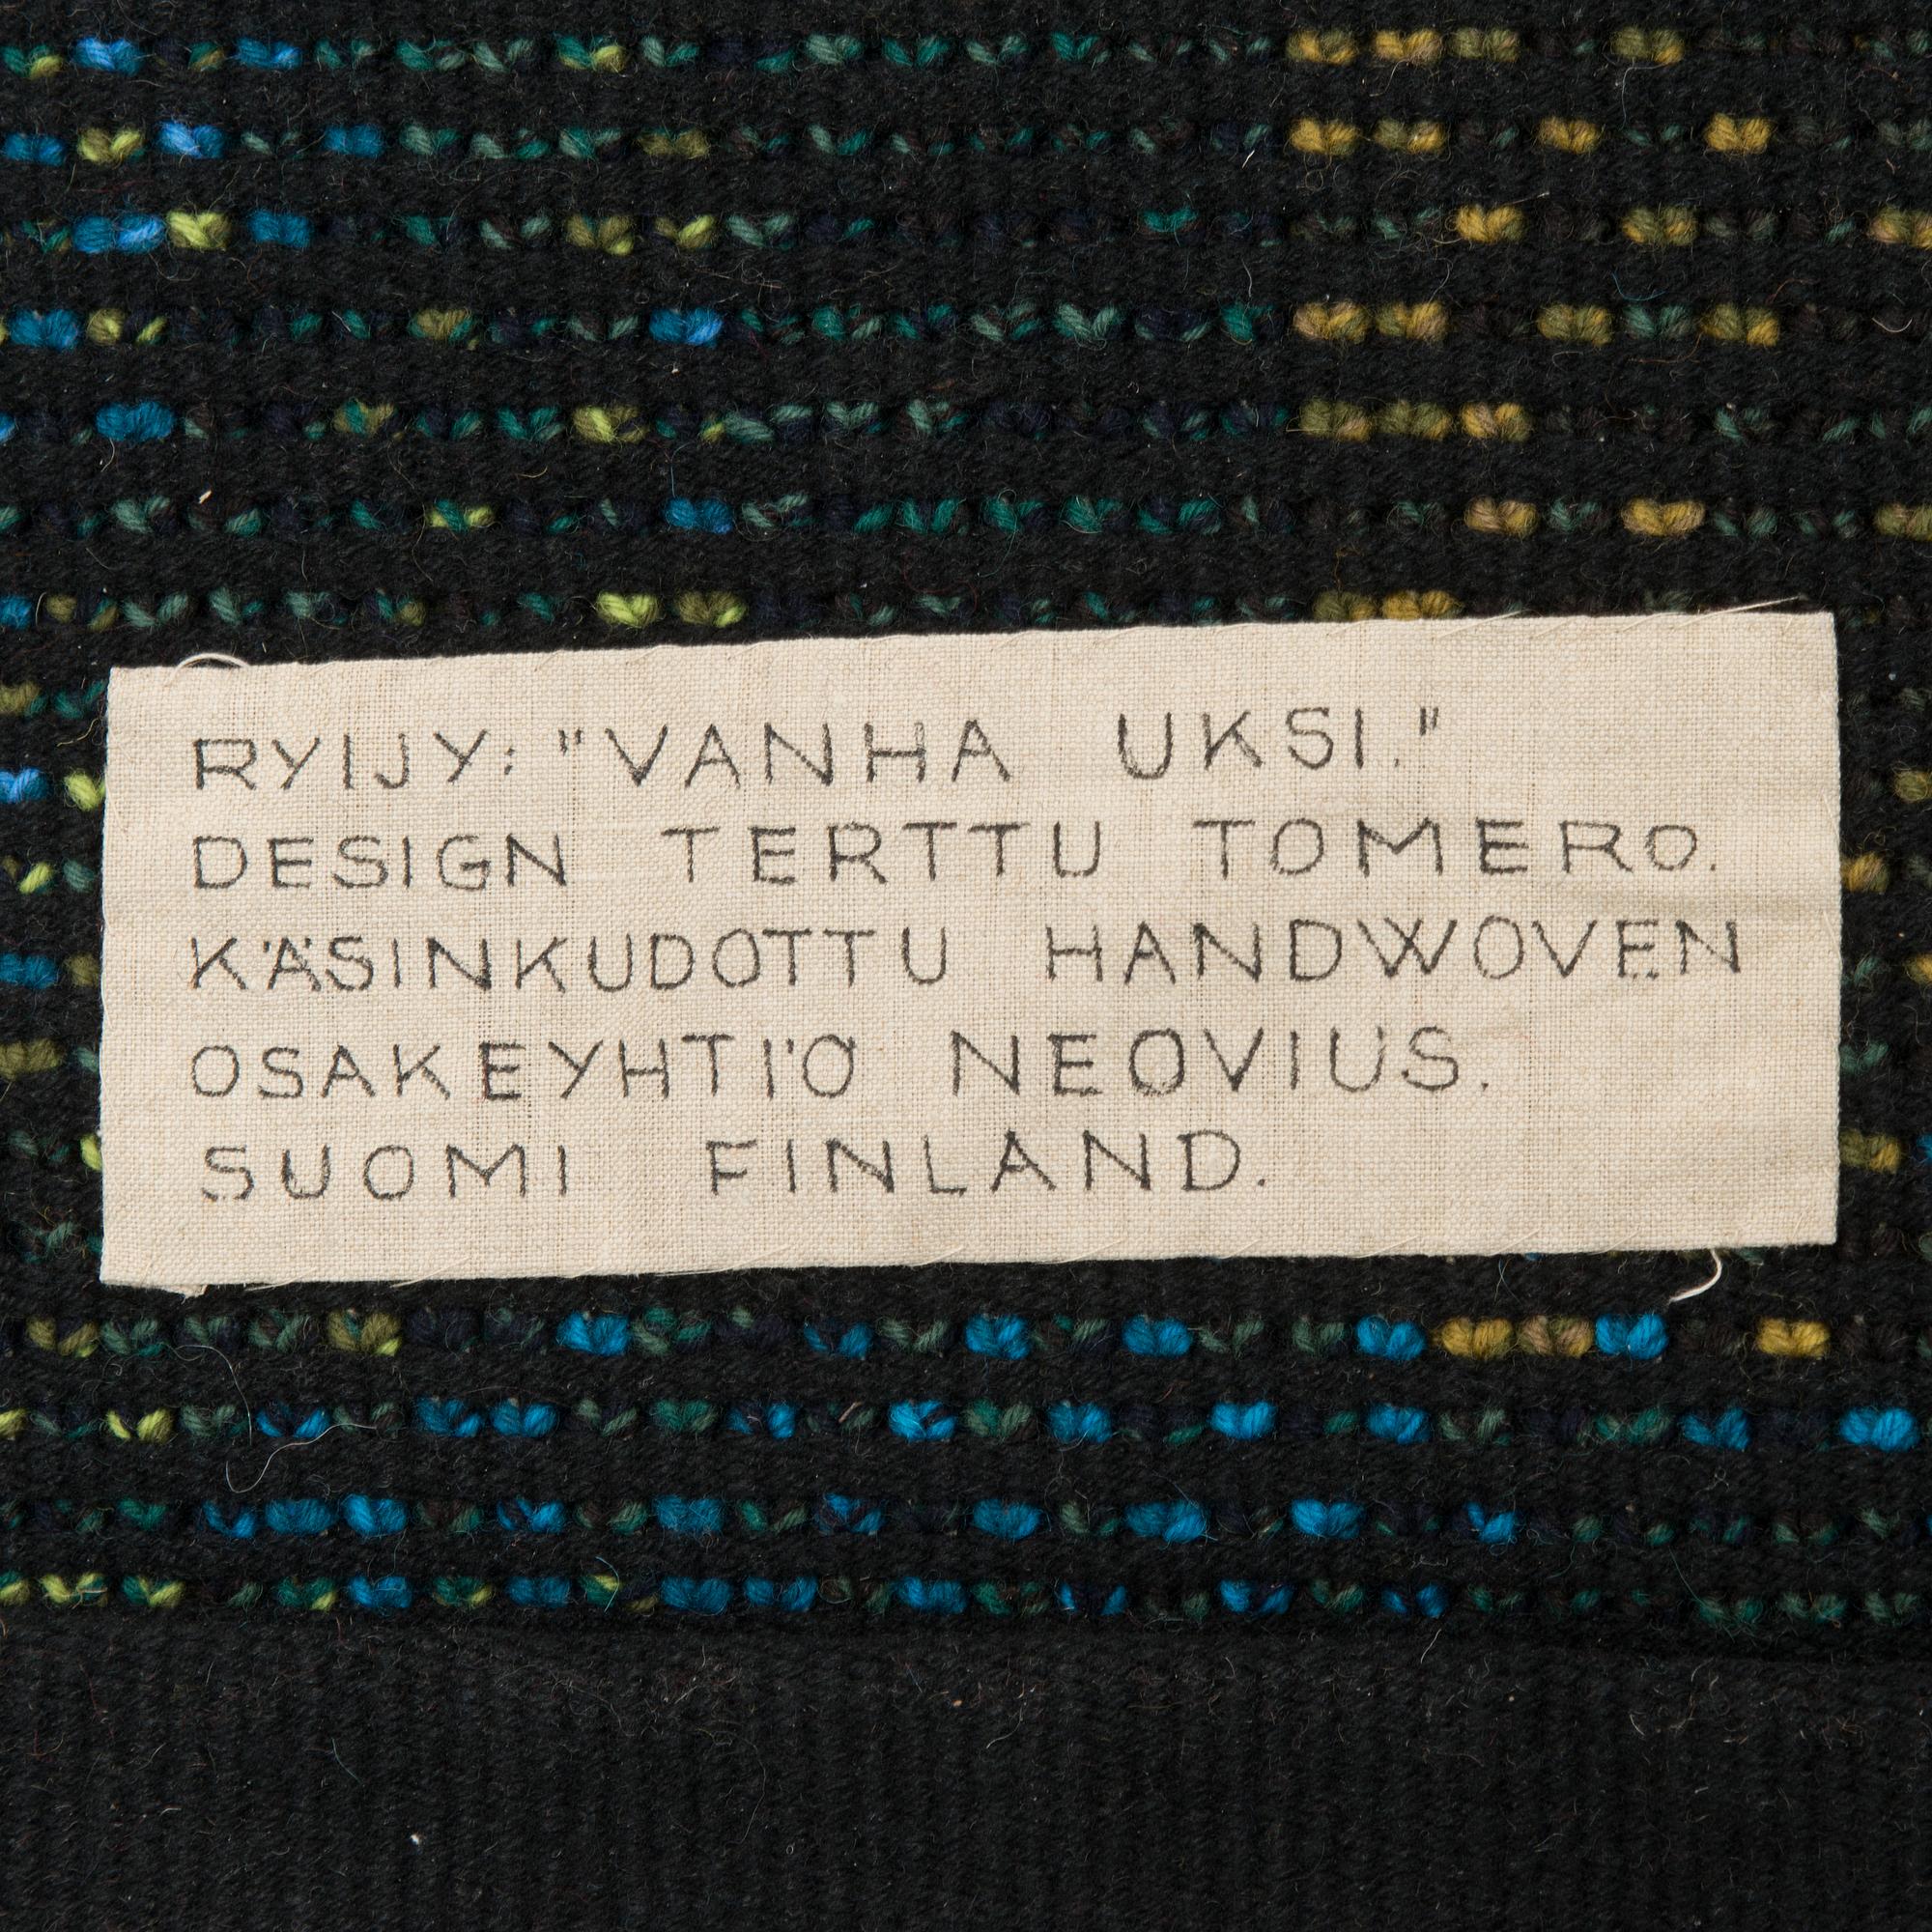 RYIJY: "VANHA UKSI."
DESIGN TERTTU TOMERO.
KÄSINKUDOTTU HANDWOVEN
OSAKEYHTIÖ NEOVIUS.
SUOMI FINLAND.